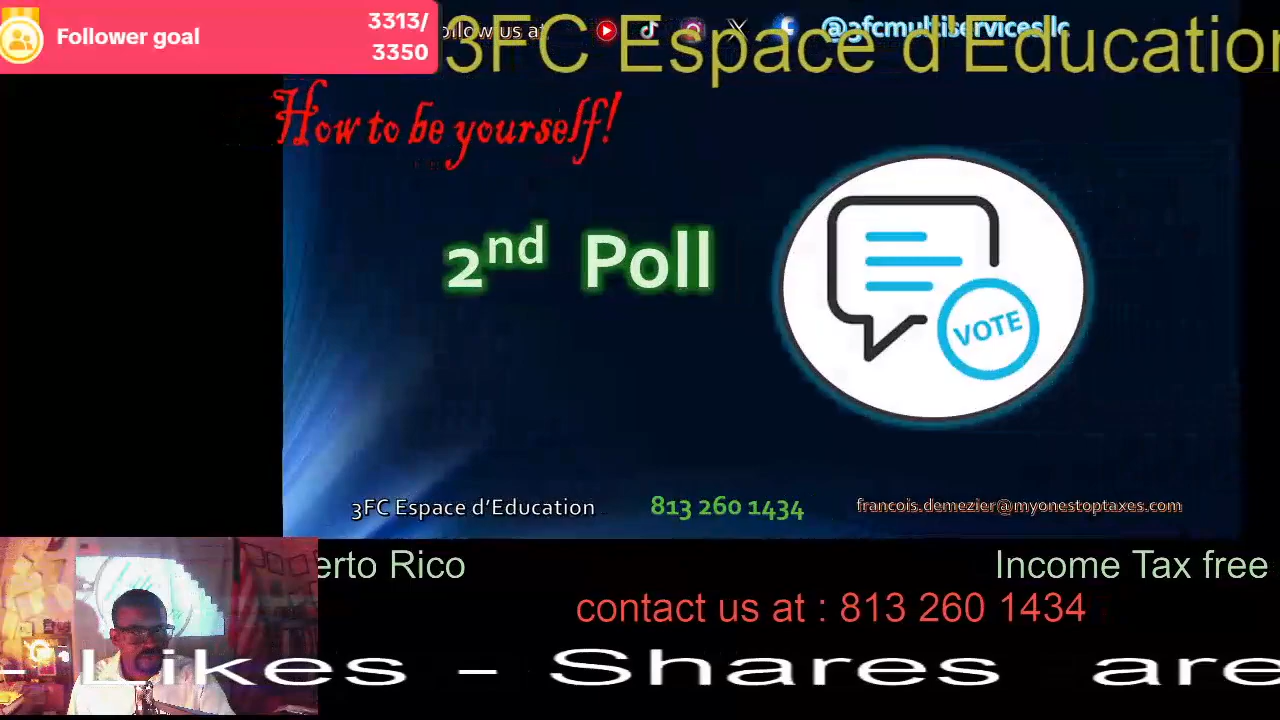 Follower goal
3313/
3350
ollow us at
@3fcmultiservicesllc
3FC Espace d'Education
How to be yourself!
2nd Poll
VOTE
3FC Espace d'Education
813 260 1434
francois.demezier@myonestoptaxes.com
erto Rico
Income Tax free
contact us at : 813 260 1434
- Likes - Shares are